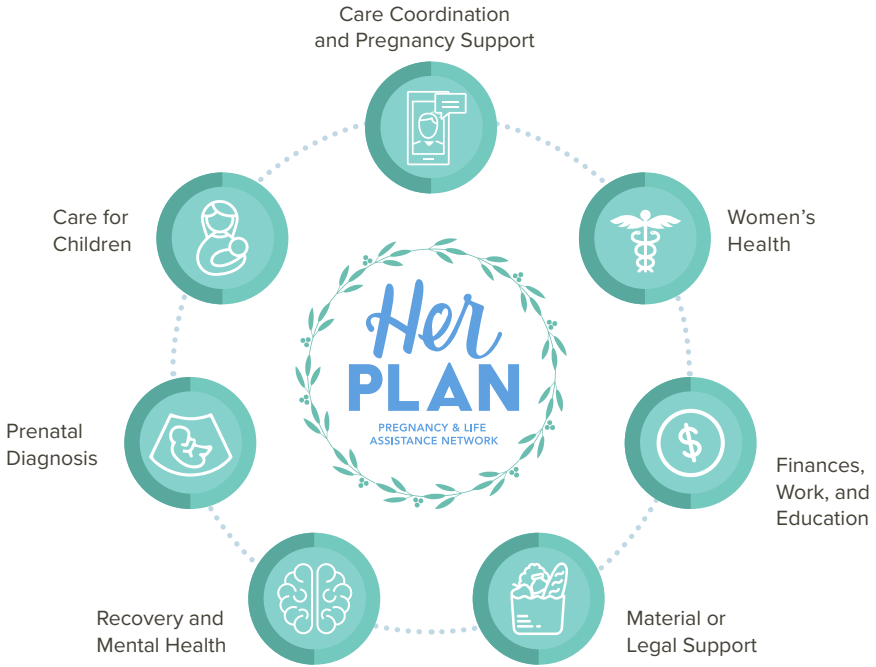 Care Coordination
and Pregnancy Support
Women's
Health
Finances,
Work, and
Education
Material or
Legal Support
Recovery and
Mental Health
Prenatal
Diagnosis
Care for
Children
Her
PLAN
PREGNANCY & LIFE
ASSISTANCE NETWORK
$